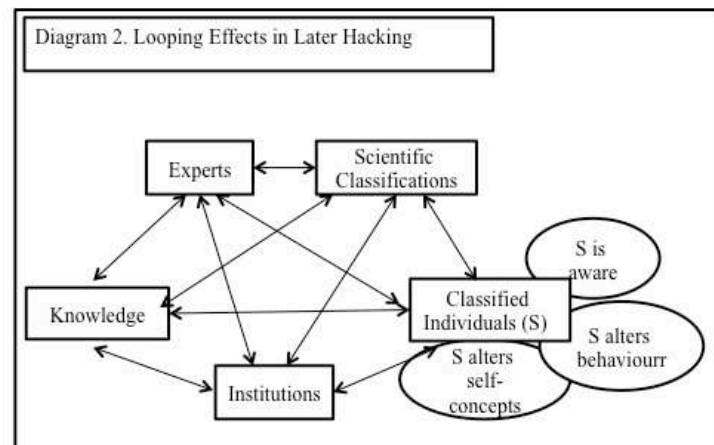 Diagram 2. Looping Effects in Later Hacking
Experts
Scientific
Classifications
S is
aware
Knowledge
Classified
Individuals (S)
S alters
behaviourr
S alters
self-
concepts
Institutions